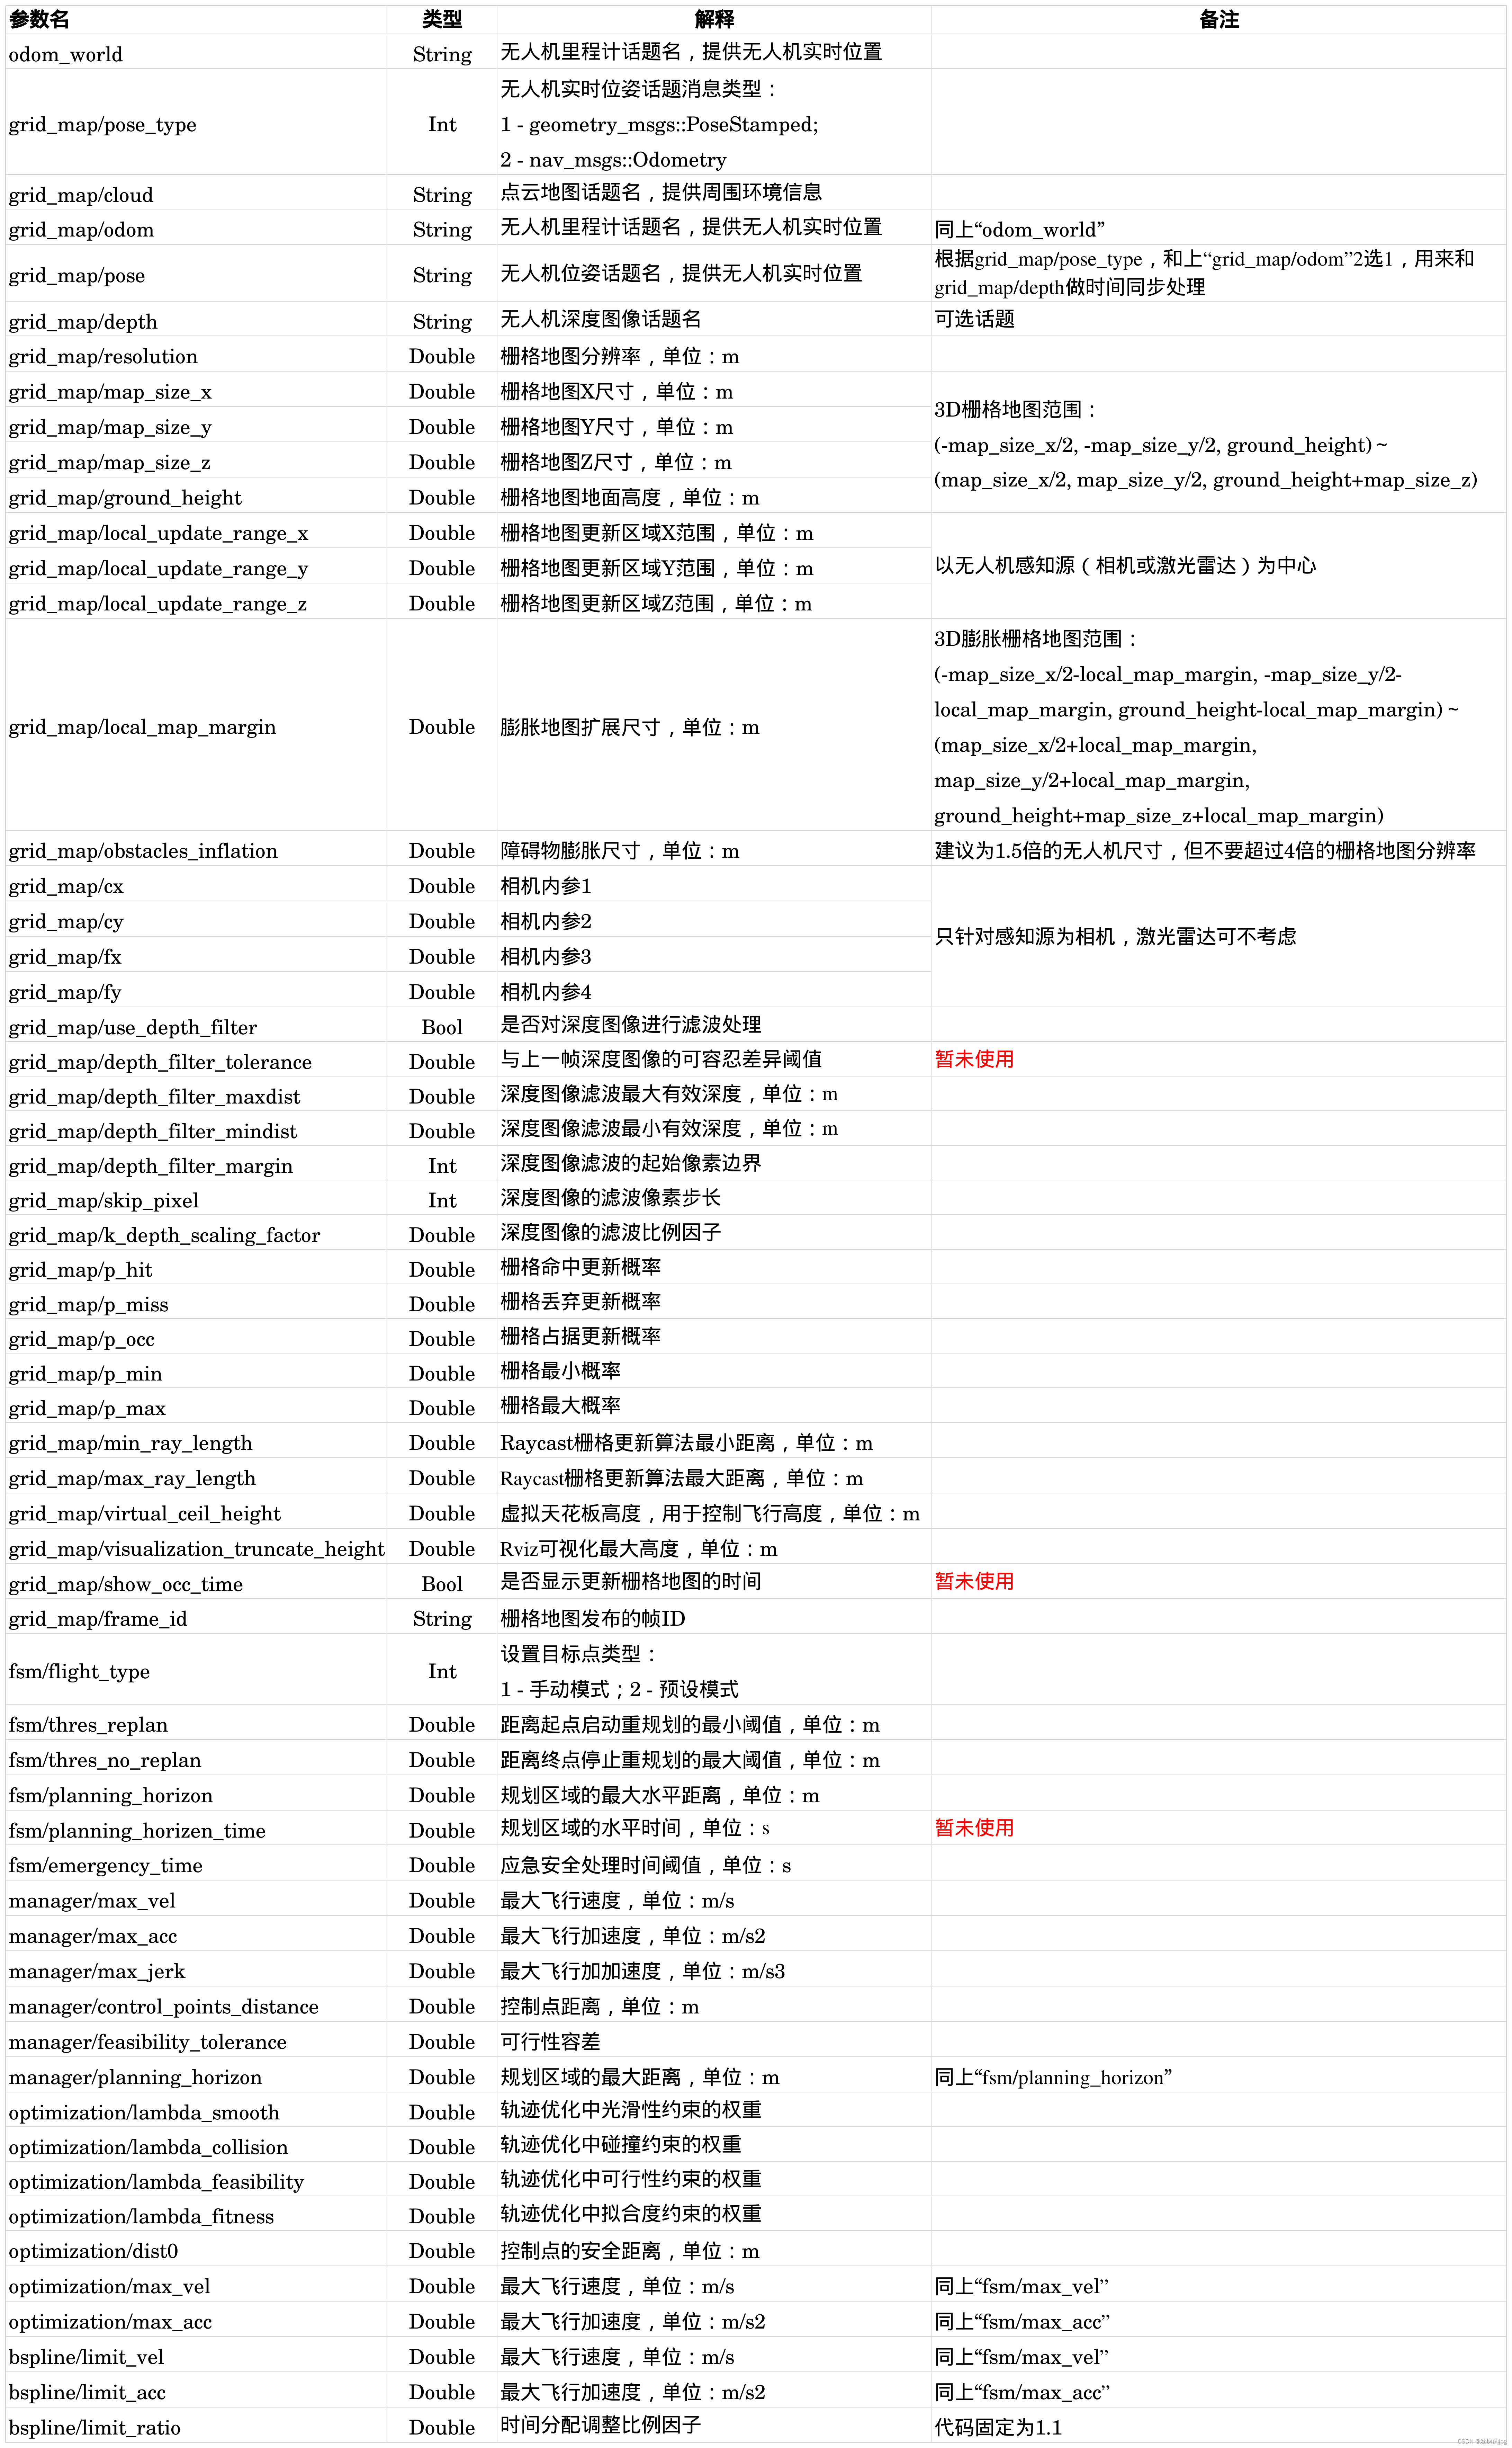 参数名 类型 解释 备注
odom_world String 无人机里程计话题名，提供无人机实时位置
无人机实时位姿话题消息类型：
grid_map/pose_type Int 1 - geometry_msgs::PoseStamped;
2 - nav_msgs::Odometry
grid_map/cloud String 点云地图话题名，提供周围环境信息
grid_map/odom String 无人机里程计话题名，提供无人机实时位置 同上“odom_world”
grid_map/pose String 无人机位姿话题名，提供无人机实时位置 根据grid_map/pose_type，和上“grid_map/odom”2选1，用来和
grid_map/depth做时间同步处理
grid_map/depth String 无人机深度图像话题名 可选话题
grid_map/resolution Double 栅格地图分辨率，单位：m
grid_map/map_size_x Double 栅格地图X尺寸，单位：m
grid_map/map_size_y Double 栅格地图Y尺寸，单位：m
grid_map/map_size_z Double 栅格地图Z尺寸，单位：m
grid_map/ground_height Double 栅格地图地面高度，单位：m
3D栅格地图范围：
(-map_size_x/2, -map_size_y/2, ground_height) ~
(map_size_x/2, map_size_y/2, ground_height+map_size_z)
grid_map/local_update_range_x Double 栅格地图更新区域X范围，单位：m
grid_map/local_update_range_y Double 栅格地图更新区域Y范围，单位：m
grid_map/local_update_range_z Double 栅格地图更新区域Z范围，单位：m
以无人机感知源（相机或激光雷达）为中心
grid_map/local_map_margin Double 膨胀地图扩展尺寸，单位：m
3D膨胀栅格地图范围：
(-map_size_x/2-local_map_margin, -map_size_y/2-
local_map_margin, ground_height-local_map_margin) ~
(map_size_x/2+local_map_margin,
map_size_y/2+local_map_margin,
ground_height+map_size_z+local_map_margin)
grid_map/obstacles_inflation Double 障碍物膨胀尺寸，单位：m 建议为1.5倍的无人机尺寸，但不要超过4倍的栅格地图分辨率
grid_map/cx Double 相机内参1
grid_map/cy Double 相机内参2
grid_map/fx Double 相机内参3
grid_map/fy Double 相机内参4
只针对感知源为相机，激光雷达可不考虑
grid_map/use_depth_filter Bool 是否对深度图像进行滤波处理
grid_map/depth_filter_tolerance Double 与上一帧深度图像的可容忍差异阈值 暂未使用
grid_map/depth_filter_maxdist Double 深度图像滤波最大有效深度，单位：m
grid_map/depth_filter_mindist Double 深度图像滤波最小有效深度，单位：m
grid_map/depth_filter_margin Int 深度图像滤波的起始像素边界
grid_map/skip_pixel Int 深度图像的滤波像素步长
grid_map/k_depth_scaling_factor Double 深度图像的滤波比例因子
grid_map/p_hit Double 栅格命中更新概率
grid_map/p_miss Double 栅格丢弃更新概率
grid_map/p_occ Double 栅格占据更新概率
grid_map/p_min Double 栅格最小概率
grid_map/p_max Double 栅格最大概率
grid_map/min_ray_length Double Raycast栅格更新算法最小距离，单位：m
grid_map/max_ray_length Double Raycast栅格更新算法最大距离，单位：m
grid_map/virtual_ceil_height Double 虚拟天花板高度，用于控制飞行高度，单位：m
grid_map/visualization_truncate_height Double Rviz可视化最大高度，单位：m
grid_map/show_occ_time Bool 是否显示更新栅格地图的时间 暂未使用
grid_map/frame_id String 栅格地图发布的帧ID
fsm/flight_type Int 设置目标点类型：
1 - 手动模式；2 - 预设模式
fsm/thres_replan Double 距离起点启动重规划的最小阈值，单位：m
fsm/thres_no_replan Double 距离终点停止重规划的最大阈值，单位：m
fsm/planning_horizon Double 规划区域的最大水平距离，单位：m
fsm/planning_horizen_time Double 规划区域的水平时间，单位：s 暂未使用
fsm/emergency_time Double 应急安全处理时间阈值，单位：s
manager/max_vel Double 最大飞行速度，单位：m/s
manager/max_acc Double 最大飞行加速度，单位：m/s2
manager/max_jerk Double 最大飞行加加速度，单位：m/s3
manager/control_points_distance Double 控制点距离，单位：m
manager/feasibility_tolerance Double 可行性容差
manager/planning_horizon Double 规划区域的最大距离，单位：m 同上“fsm/planning_horizon”
optimization/lambda_smooth Double 轨迹优化中光滑性约束的权重
optimization/lambda_collision Double 轨迹优化中碰撞约束的权重
optimization/lambda_feasibility Double 轨迹优化中可行性约束的权重
optimization/lambda_fitness Double 轨迹优化中拟合度约束的权重
optimization/dist0 Double 控制点的安全距离，单位：m
optimization/max_vel Double 最大飞行速度，单位：m/s 同上“fsm/max_vel”
optimization/max_acc Double 最大飞行加速度，单位：m/s2 同上“fsm/max_acc”
bspline/limit_vel Double 最大飞行速度，单位：m/s 同上“fsm/max_vel”
bspline/limit_acc Double 最大飞行加速度，单位：m/s2 同上“fsm/max_acc”
bspline/limit_ratio Double 时间分配调整比例因子 代码固定为1.1